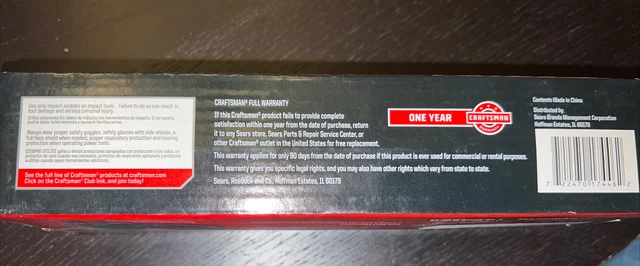 Use only impact sockets on impact tools. Failure to do so can result in
tool damage and serious personal injury.
Always wear proper safety goggles, safety glasses with side shields, or
full-face shield when needed, proper respiratory protection and hearing
protection when operating power tools.
See the full line of Craftsman® products at craftsman.com
Click on the Craftsman® Club link, and join today!
CRAFTSMAN® FULL WARRANTY
If this Craftsman® product fails to provide complete
satisfaction within one year from the date of purchase, return
it to any Sears store, Sears Parts & Repair Service Center, or
other Craftsman® outlet in the United States for free replacement.
This warranty applies for only 90 days from the date of purchase if this product is ever used for commercial or rental purposes.
This warranty gives you specific legal rights, and you may also have other rights which vary from state to state.
Sears, Roebuck and Co., Hoffman Estates, IL 60179
ONE YEAR
CRAFTSMAN
Contents Made in China
Distributed by
Sears Brands Management Corporation
Hoffman Estates, IL 60179
7 22470 17446 2